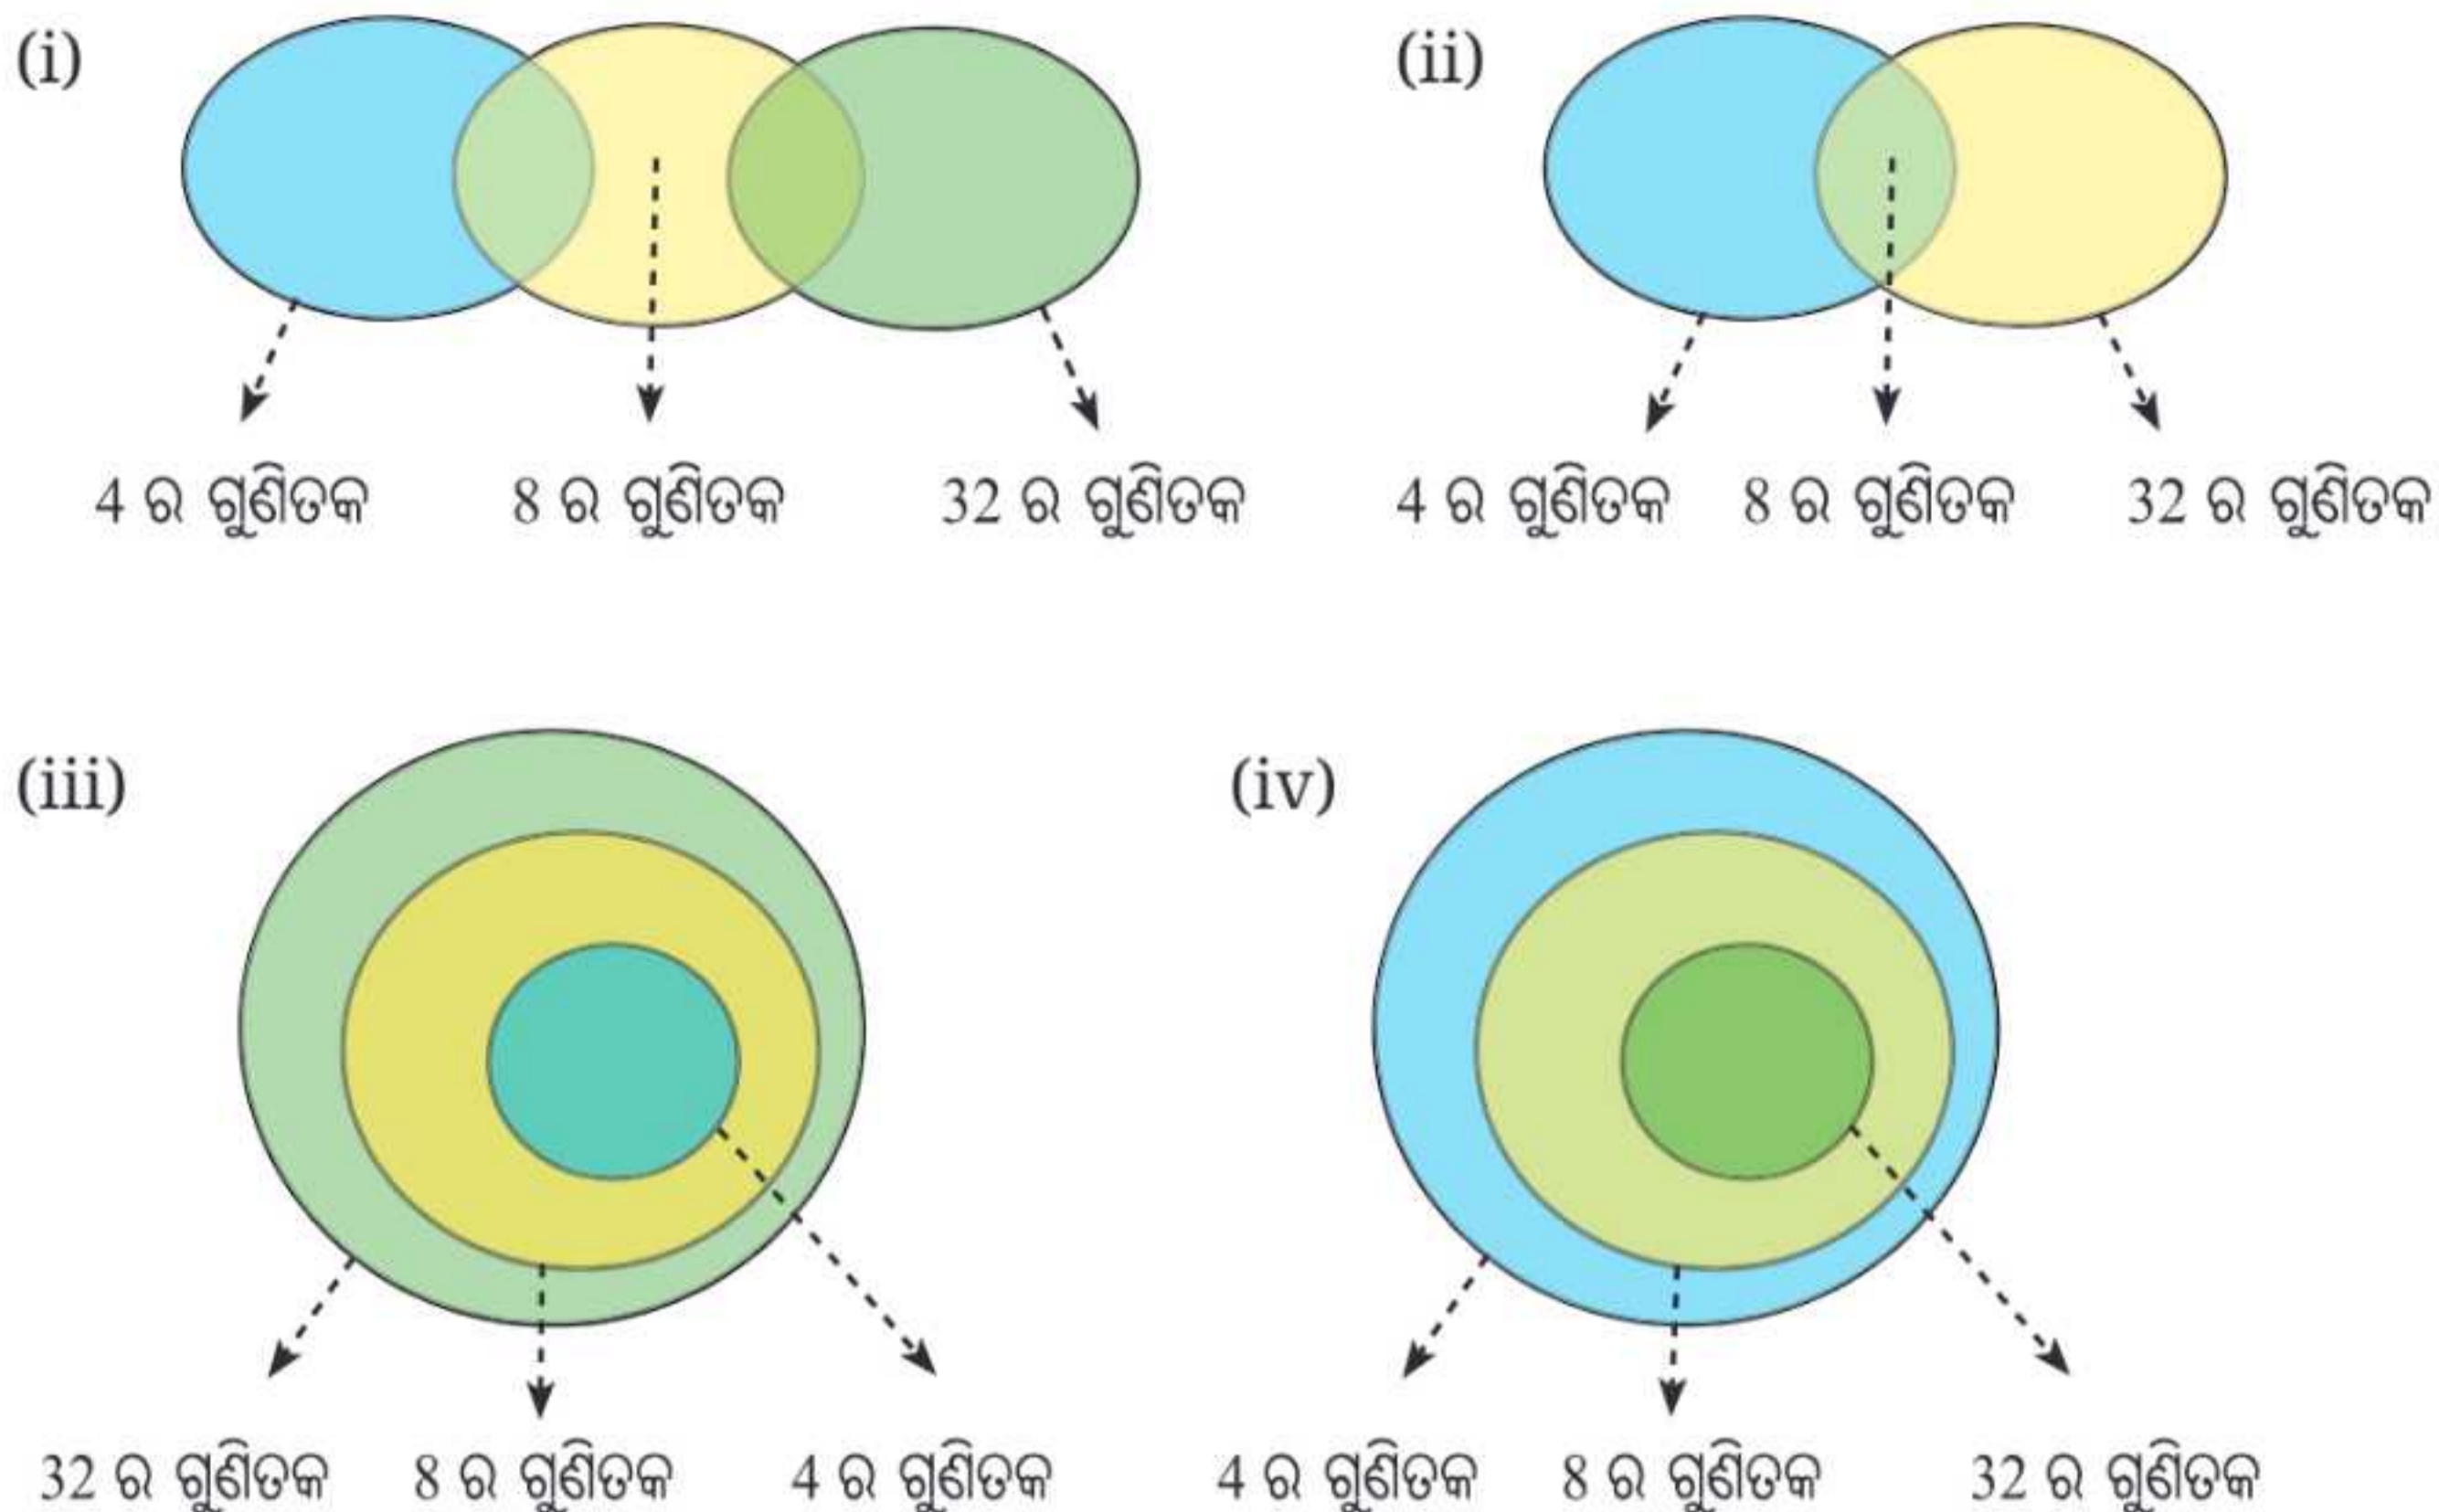 (i) (ii)
4 ର ଗୁଣିତକ 8 ର ଗୁଣିତକ 32 ର ଗୁଣିତକ 4 ର ଗୁଣିତକ 8 ର ଗୁଣିତକ 32 ର ଗୁଣିତକ
(iii) (iv)
32 ର ଗୁଣିତକ 8 ର ଗୁଣିତକ 4 ର ଗୁଣିତକ 4 ର ଗୁଣିତକ 8 ର ଗୁଣିତକ 32 ର ଗୁଣିତକ